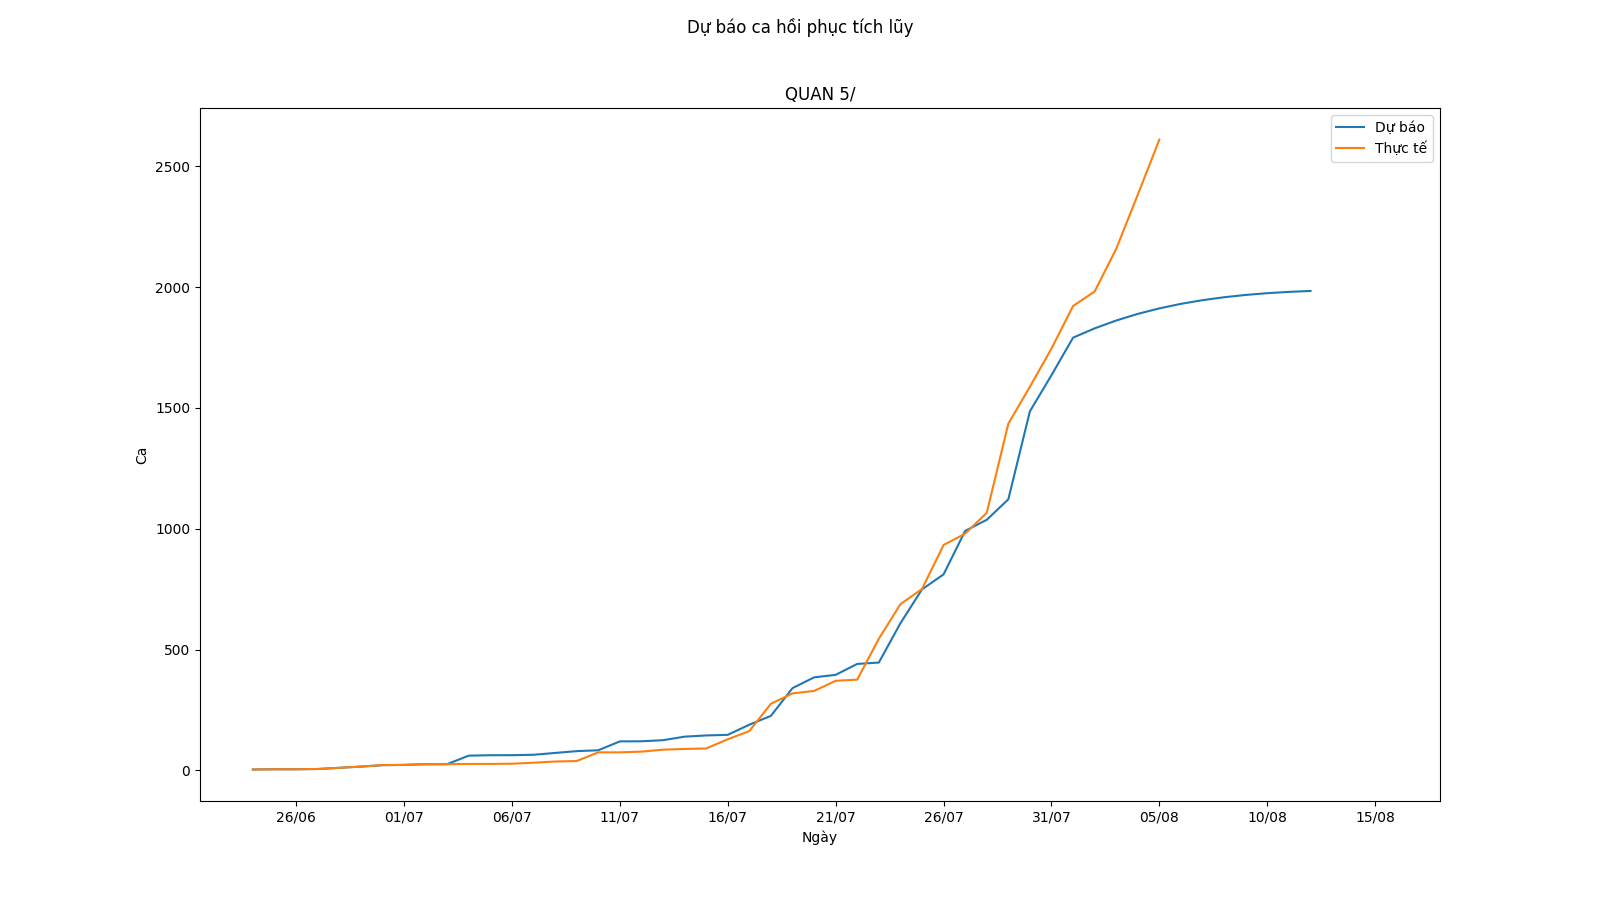 Dự báo ca hồi phục tích lũy
QUAN 5/
Dự báo
Thực tế
2500
2000
1500
1000
500
0
Ca
26/06 01/07 06/07 11/07 16/07 21/07 26/07 31/07 05/08 10/08 15/08
Ngày